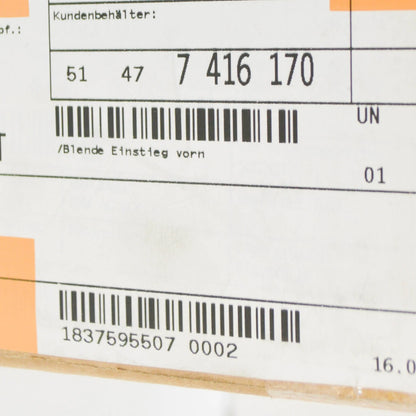 Kundenbehälter:
pf.:
51 47 7 416 170
UN
/Blende Einstieg vorn
01
1837595507 0002
16.0